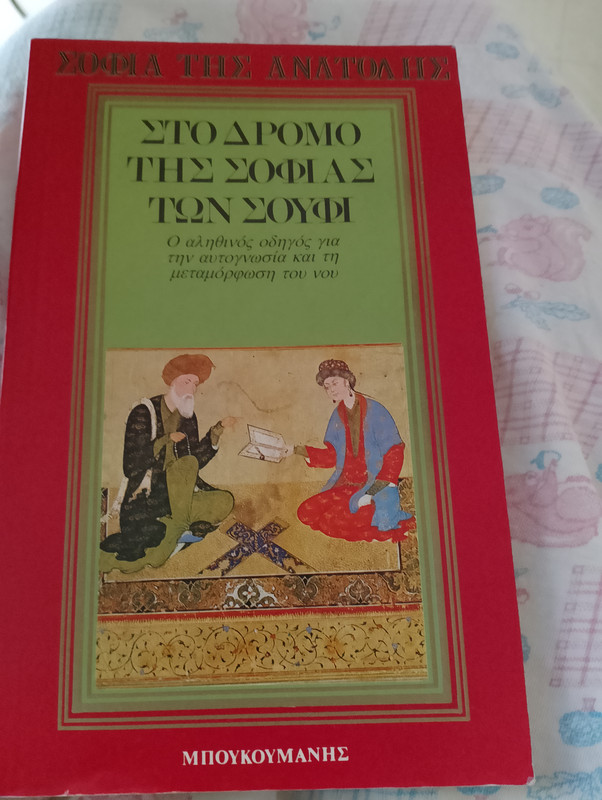 ΣΟΦΙΑ ΤΗΣ ΑΝΑΤΟΛΗΣ
ΣΤΟ ΔΡΟΜΟ
ΤΗΣ ΣΟΦΙΑΣ
ΤΩΝ ΣΟΥΦΙ
Ο αληθινός οδηγός για
την αυτογνωσία και τη
μεταμόρφωση του νου
ΜΠΟΥΚΟΥΜΑΝΗΣ